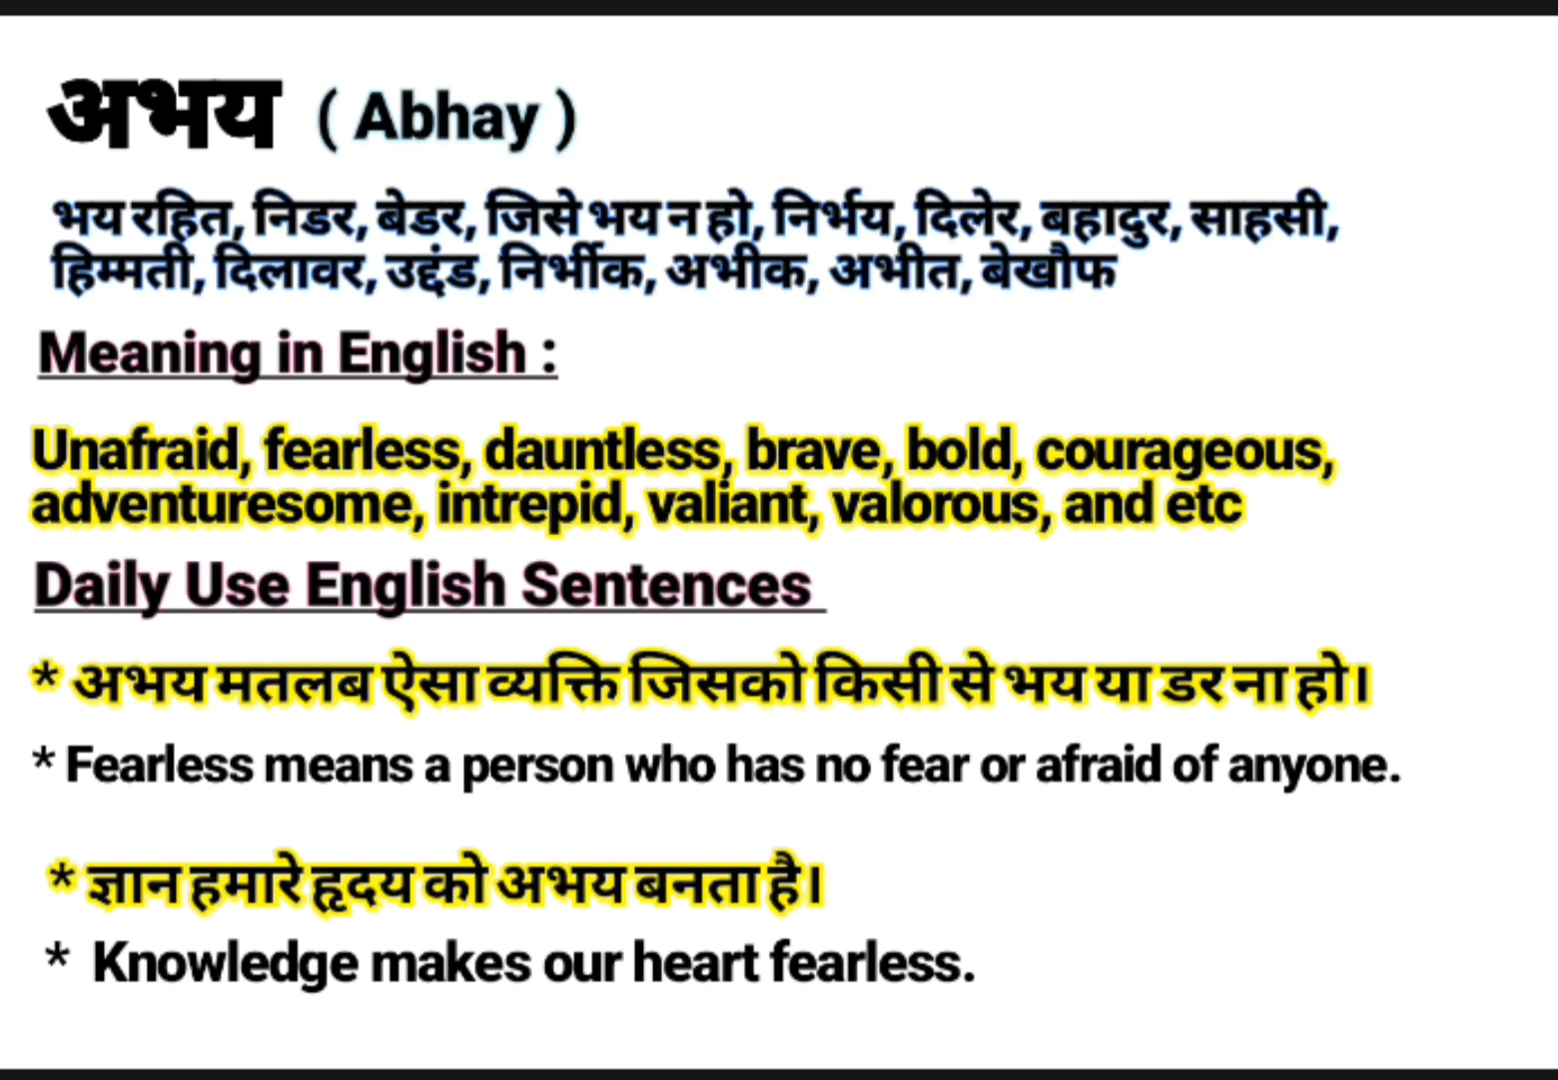 अभय ( Abhay )
भय रहित, निडर, बेडर, जिसे भय न हो, निर्भय, दिलेर, बहादुर, साहसी,
हिम्मती, दिलावर, उद्दंड, निर्भीक, अभीक, अभीत, बेखौफ
Meaning in English :
Unafraid, fearless, dauntless, brave, bold, courageous,
adventuresome, intrepid, valiant, valorous, and etc
Daily Use English Sentences
* अभय मतलब ऐसा व्यक्ति जिसको किसी से भय या डर ना हो।
* Fearless means a person who has no fear or afraid of anyone.
* ज्ञान हमारे हृदय को अभय बनता है।
* Knowledge makes our heart fearless.